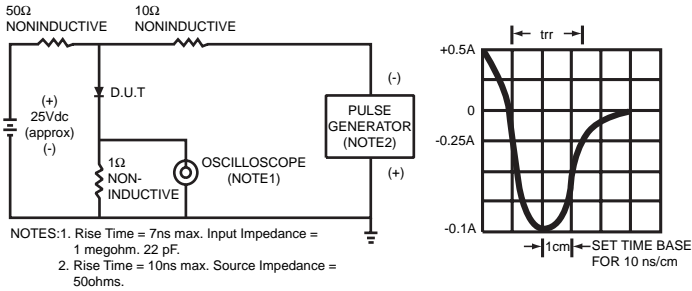 50Ω
NONINDUCTIVE
10Ω
NONINDUCTIVE
(+)
25Vdc
(approx)
(-)
D.U.T
1Ω
NON-
INDUCTIVE
OSCILLOSCOPE
(NOTE1)
(-)
PULSE
GENERATOR
(NOTE2)
(+)
NOTES:1. Rise Time = 7ns max. Input Impedance =
1 megohm. 22 pF.
2. Rise Time = 10ns max. Source Impedance =
50ohms.
trr
+0.5A
0
-0.25A
-0.1A
1cm
SET TIME BASE
FOR 10 ns/cm